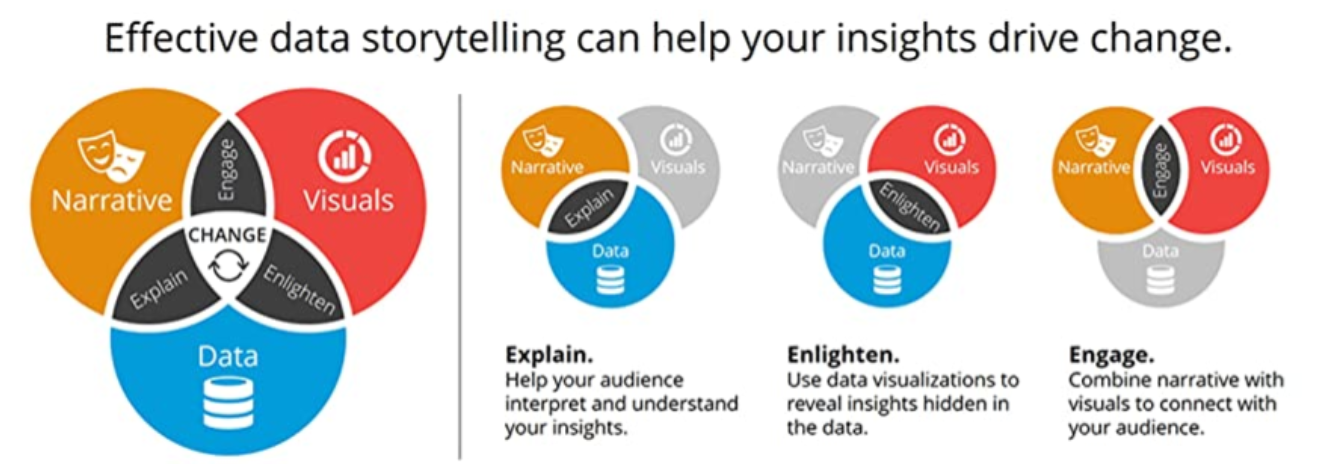 Effective data storytelling can help your insights drive change.
Narrative
Engage
Visuals
CHANGE
Explain
Enlighten
Data
Narrative
Visuals
Explain
Data
Explain.
Help your audience
interpret and understand
your insights.
Narrative
Visuals
Enlighten
Data
Enlighten.
Use data visualizations to
reveal insights hidden in
the data.
Narrative
Engage
Visuals
Data
Engage.
Combine narrative with
visuals to connect with
your audience.